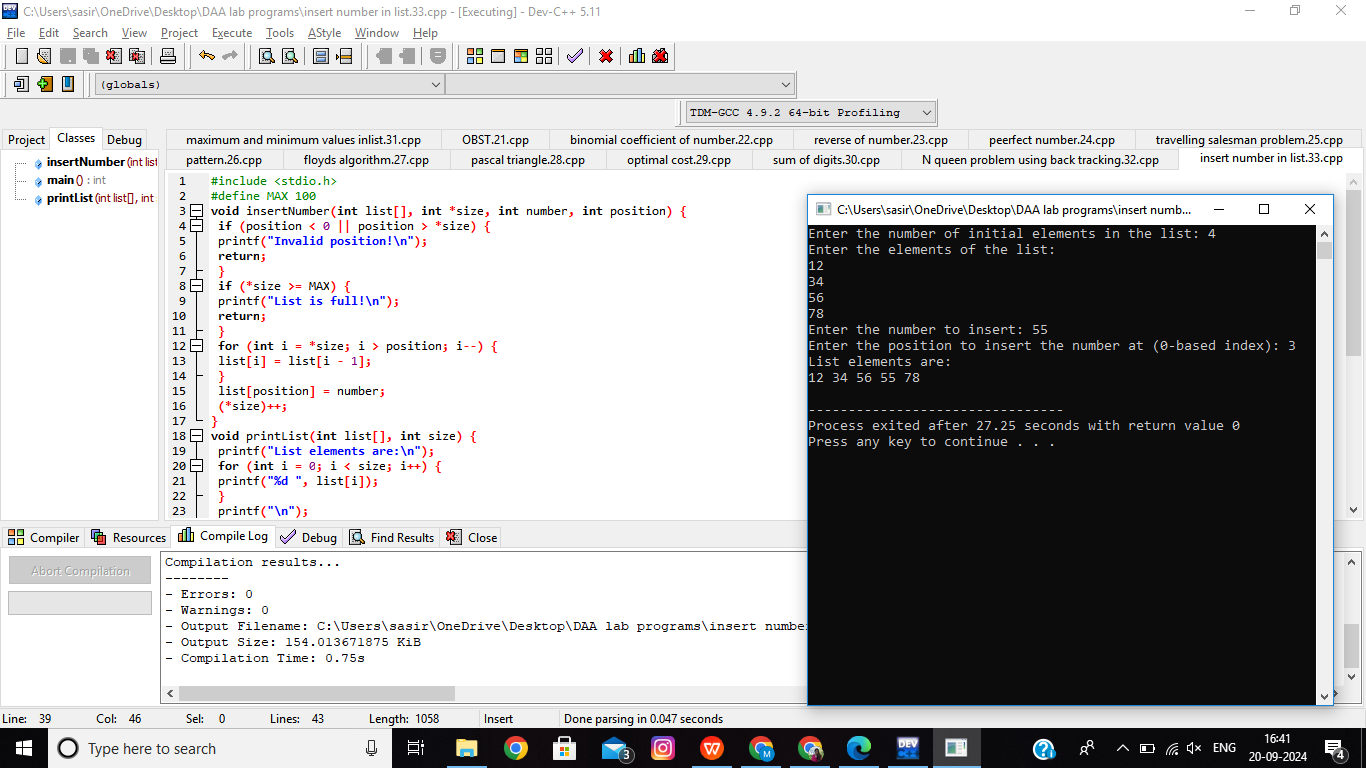 C:\Users\sasir\OneDrive\Desktop\DAA lab programs\insert number in list.33.cpp - [Executing] - Dev-C++ 5.11
File Edit Search View Project Execute Tools AStyle Window Help
(globals)
TDM-GCC 4.9.2 64-bit Profiling
Project Classes Debug
maximum and minimum values inlist.31.cpp OBST.21.cpp binomial coefficient of number.22.cpp reverse of number.23.cpp peerfect number.24.cpp travelling salesman problem.25.cpp
pattern.26.cpp floyds algorithm.27.cpp pascal triangle.28.cpp optimal cost.29.cpp sum of digits.30.cpp N queen problem using back tracking.32.cpp insert number in list.33.cpp
insertNumber (int list
main () : int
printList (int list[], int
1 #include <stdio.h>
2 #define MAX 100
3 void insertNumber(int list[], int *size, int number, int position) {
4 if (position < 0 || position > *size) {
5 printf("Invalid position!\n");
6 return;
7 }
8 if (*size >= MAX) {
9 printf("List is full!\n");
10 return;
11 }
12 for (int i = *size; i > position; i--) {
13 list[i] = list[i - 1];
14 }
15 list[position] = number;
16 (*size)++;
17 }
18 void printList(int list[], int size) {
19 printf("List elements are:\n");
20 for (int i = 0; i < size; i++) {
21 printf("%d ", list[i]);
22 }
23 printf("\n");
C:\Users\sasir\OneDrive\Desktop\DAA lab programs\insert numb...
Enter the number of initial elements in the list: 4
Enter the elements of the list:
12
34
56
78
Enter the number to insert: 55
Enter the position to insert the number at (0-based index): 3
List elements are:
12 34 56 55 78
--------------------------------
Process exited after 27.25 seconds with return value 0
Press any key to continue . . .
Compiler Resources Compile Log Debug Find Results Close
Abort Compilation
Compilation results...
--------
- Errors: 0
- Warnings: 0
- Output Filename: C:\Users\sasir\OneDrive\Desktop\DAA lab programs\insert number
- Output Size: 154.013671875 KiB
- Compilation Time: 0.75s
Line: 39 Col: 46 Sel: 0 Lines: 43 Length: 1058 Insert Done parsing in 0.047 seconds
Type here to search
3
DEV
ENG
16:41
20-09-2024
4